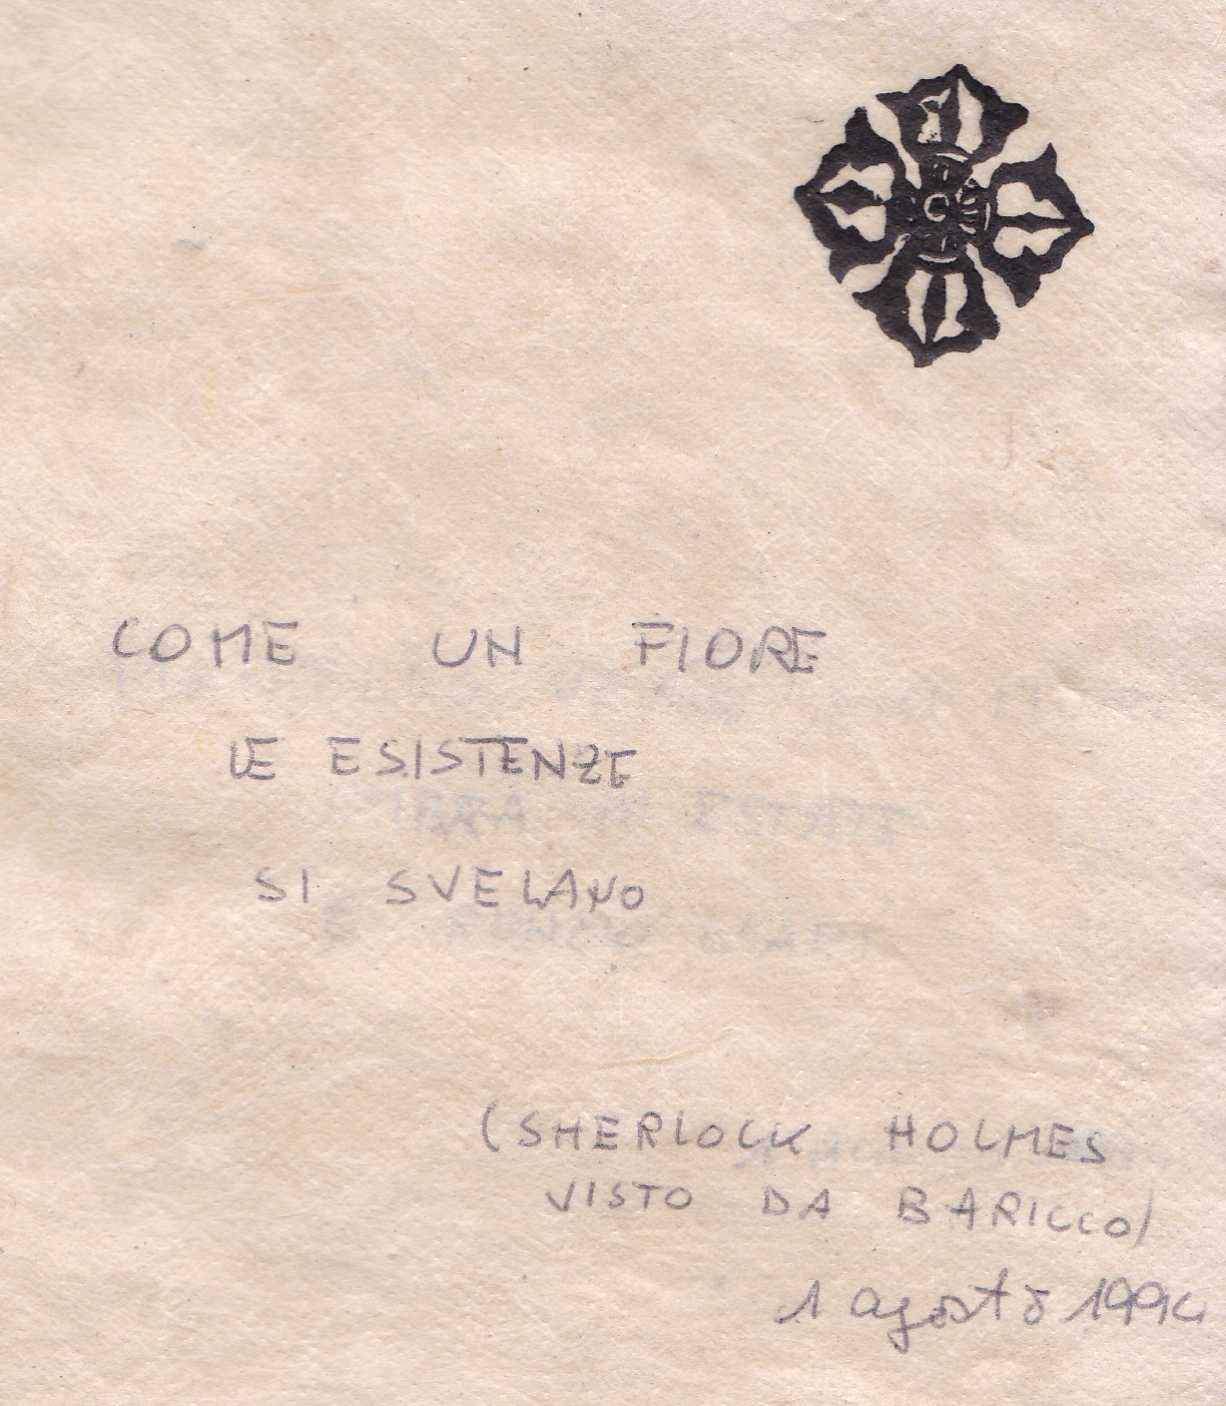 COME UN FIORE
LE ESISTENZE
SI SVELANO
(SHERLOCK HOLMES
VISTO DA BARICCO)
1 agosto 1994